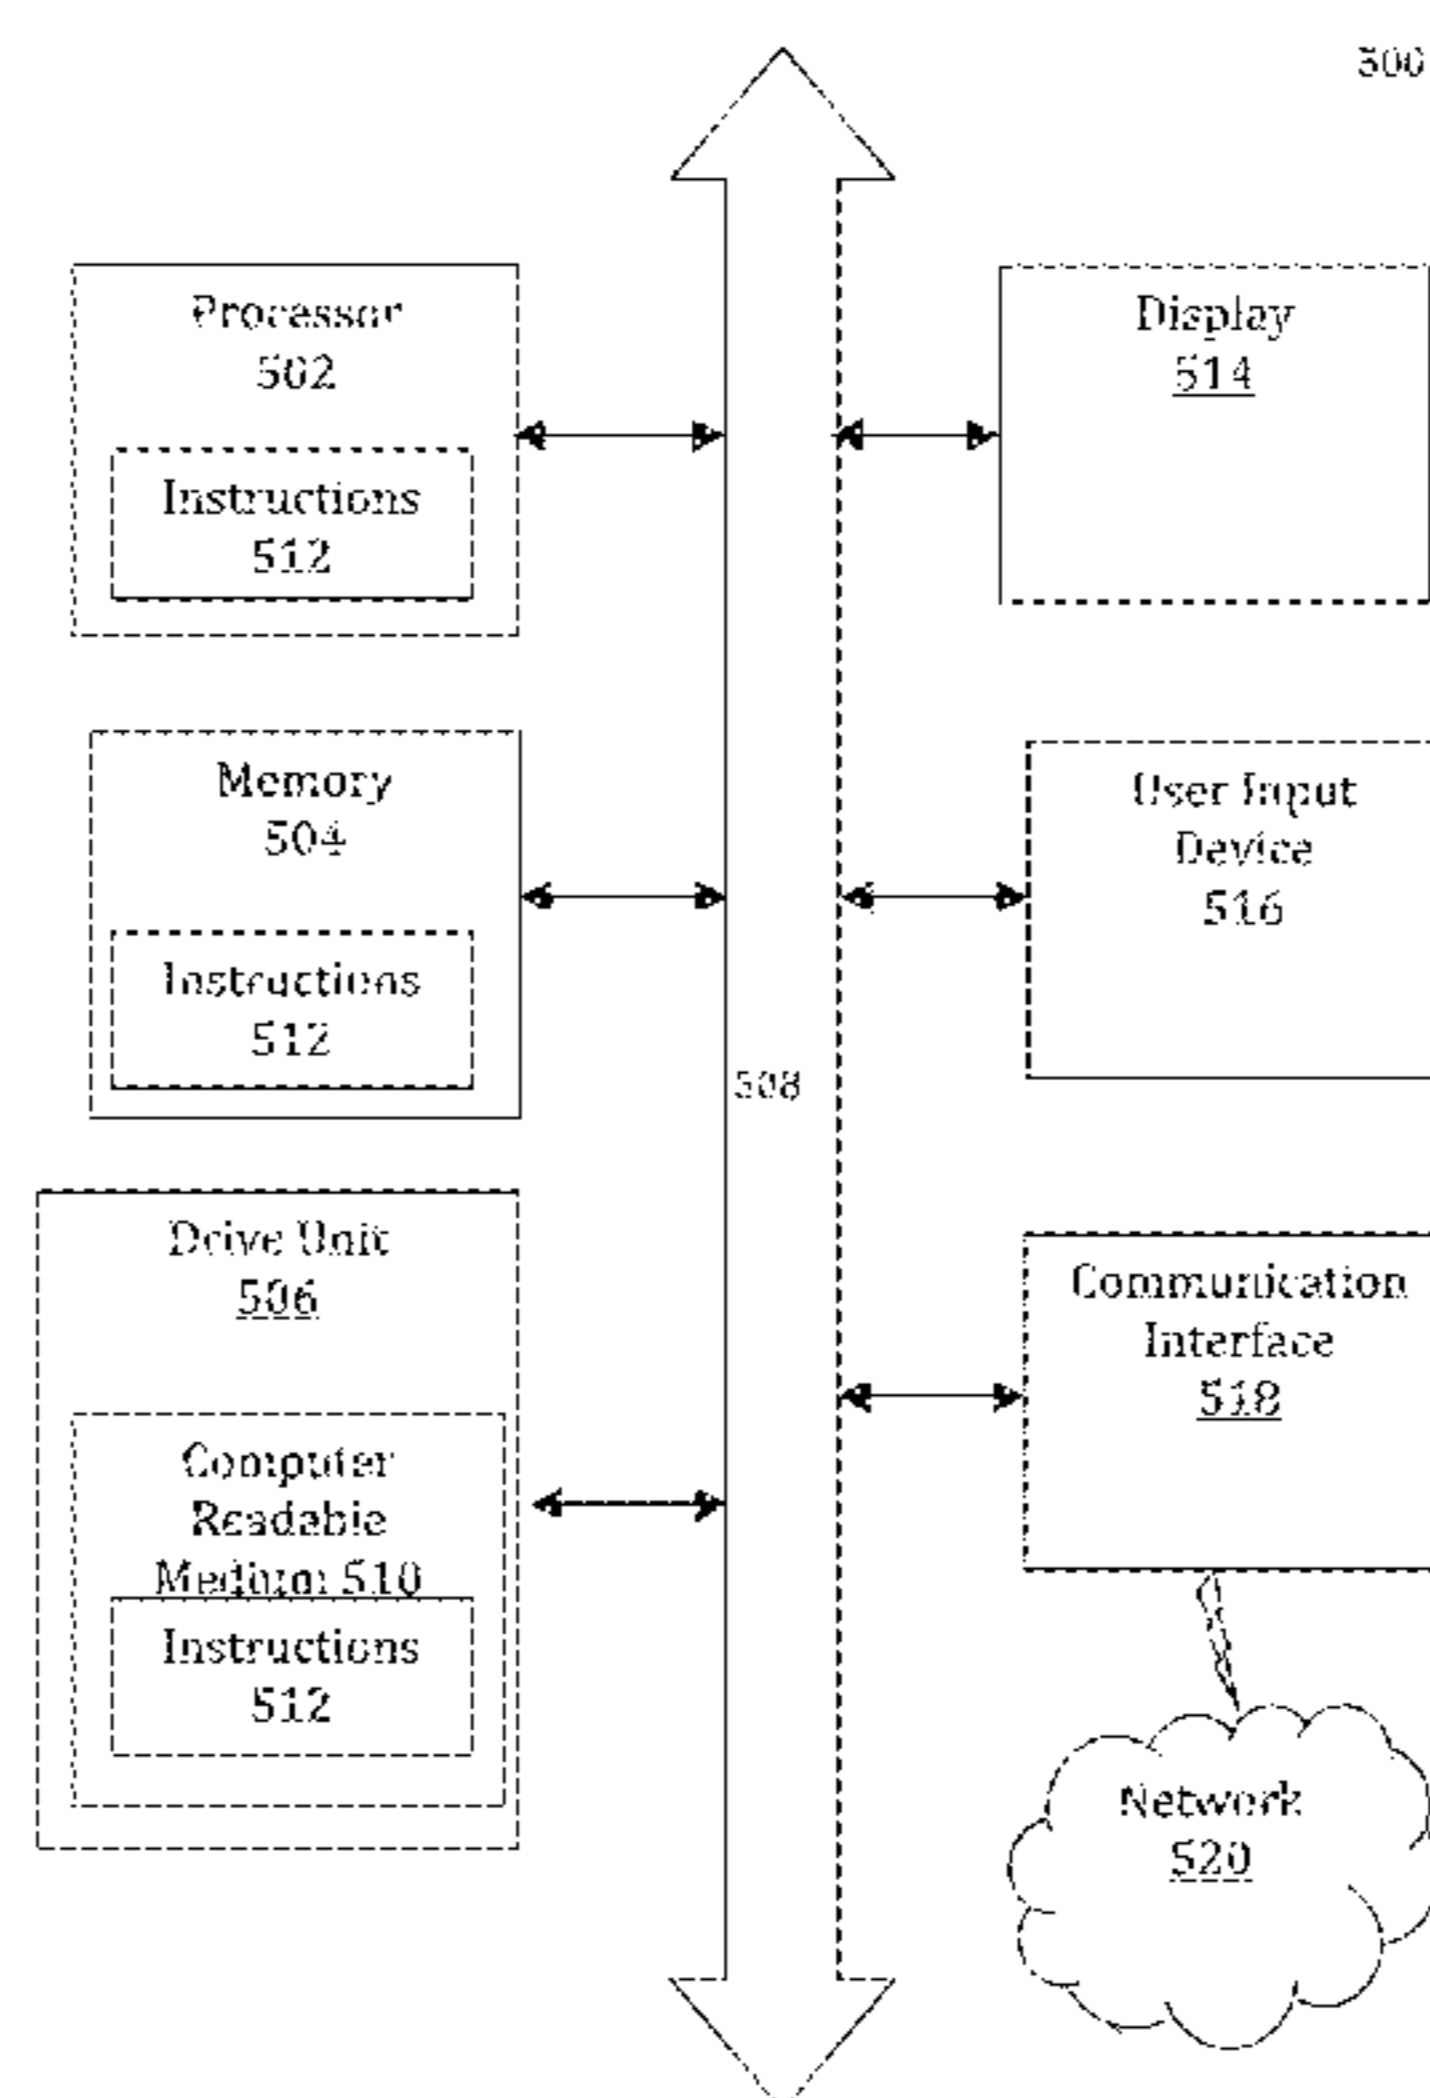 500
Processor
502
Instructions
512
Memory
504
Instructions
512
Drive Unit
506
Computer
Readable
Medium 510
Instructions
512
508
Display
514
User Input
Device
516
Communication
Interface
518
Network
520